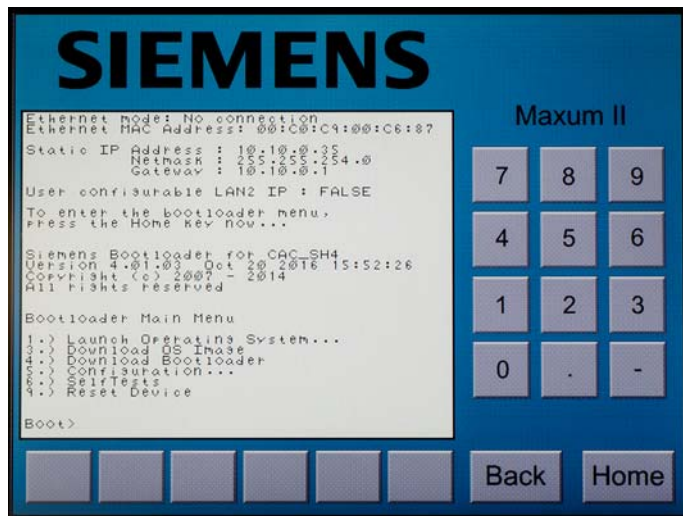 SIEMENS
Ethernet mode: No connection
Ethernet MAC Address: 00:C0:C9:00:C6:87
Static IP Address : 10.10.0.35
Netmask : 255.255.254.0
Gateway : 10.10.0.1
User configurable LAN2 IP : FALSE
To enter the bootloader menu,
press the Home Key now...
Siemens Bootloader for CAC_SH4
Version 4.01.03 Oct 20 2016 15:52:26
Copyright (c) 2007 - 2014
All rights reserved
Bootloader Main Menu
1.) Launch Operating System...
3.) Download OS Image
4.) Download Bootloader
5.) Configuration...
6.) SelfTests
9.) Reset Device
Boot>
Maxum II
7 8 9
4 5 6
1 2 3
0 . -
Back Home